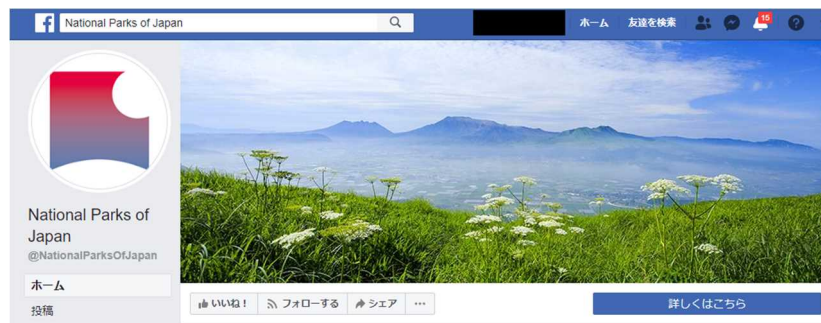 National Parks of Japan
ホーム 友達を検索 15
National Parks of
Japan
@NationalParksOfJapan
ホーム
投稿
いいね！ フォローする シェア ...
詳しくはこちら